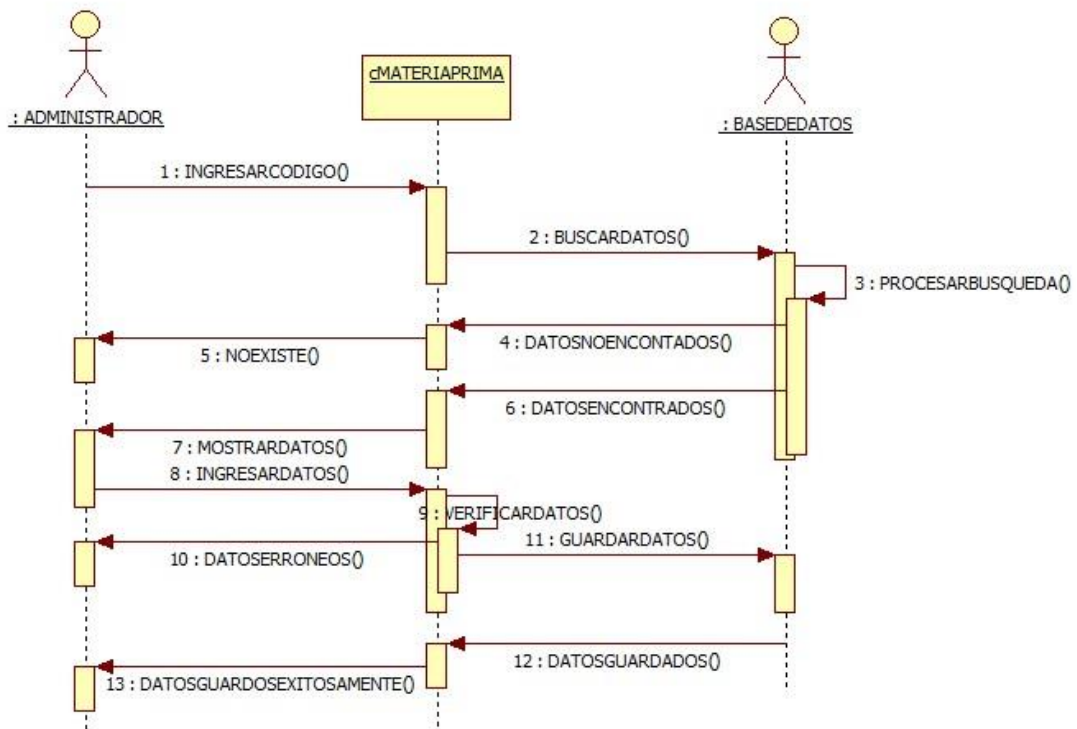 cMATERIAPRIMA
: ADMINISTRADOR
: BASEDEDATOS
1 : INGRESARCODIGO()
2 : BUSCARDATOS()
3 : PROCESARBUSQUEDA()
4 : DATOSNOENCONTADOS()
5 : NOEXISTE()
6 : DATOSENCONTRADOS()
7 : MOSTRARDATOS()
8 : INGRESARDATOS()
9 : VERIFICARDATOS()
10 : DATOSERRONEOS()
11 : GUARDARDATOS()
12 : DATOSGUARDADOS()
13 : DATOSGUARDOSEXITOSAMENTE()